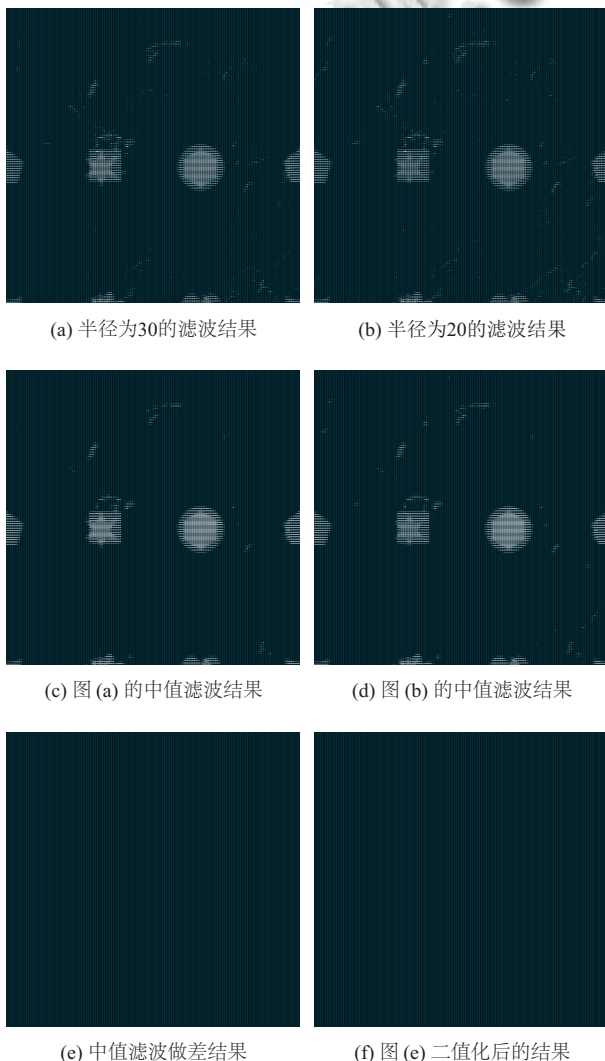 (a) 半径为30的滤波结果
(b) 半径为20的滤波结果
(c) 图 (a) 的中值滤波结果
(d) 图 (b) 的中值滤波结果
(e) 中值滤波做差结果
(f) 图 (e) 二值化后的结果